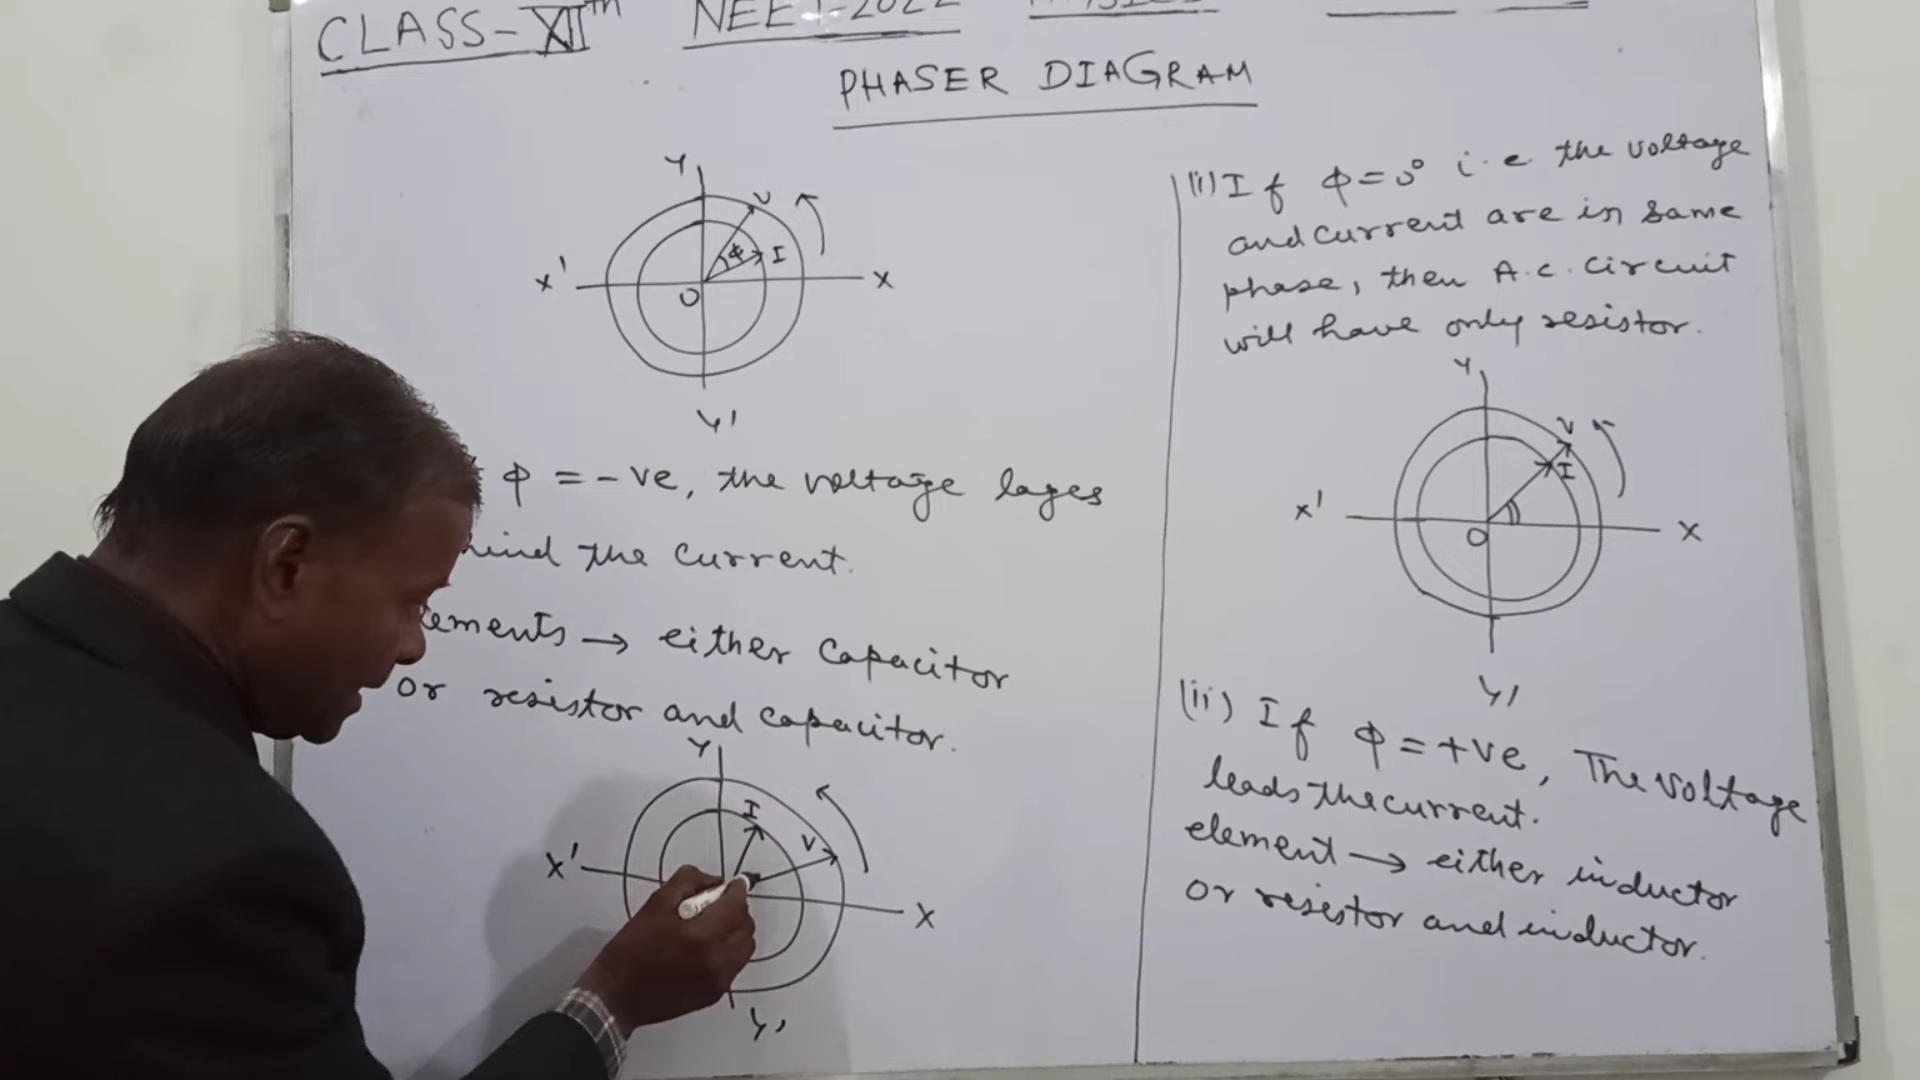 CLASS-XIIth NEET-2022
PHASER DIAGRAM
Y
V
ϕ
I
X'
X
O
Y'
ϕ = -ve, the voltage lages
the current.
either capacitor
or resistor and capacitor.
Y
I
V
X'
X
Y'
(i) If ϕ=0° i.e the voltage
and current are in same
phase, then A.C. circuit
will have only resistor.
Y
V
I
X'
X
O
Y'
(ii) If ϕ=+ve, The voltage
leads the current.
element → either inductor
or resistor and inductor.